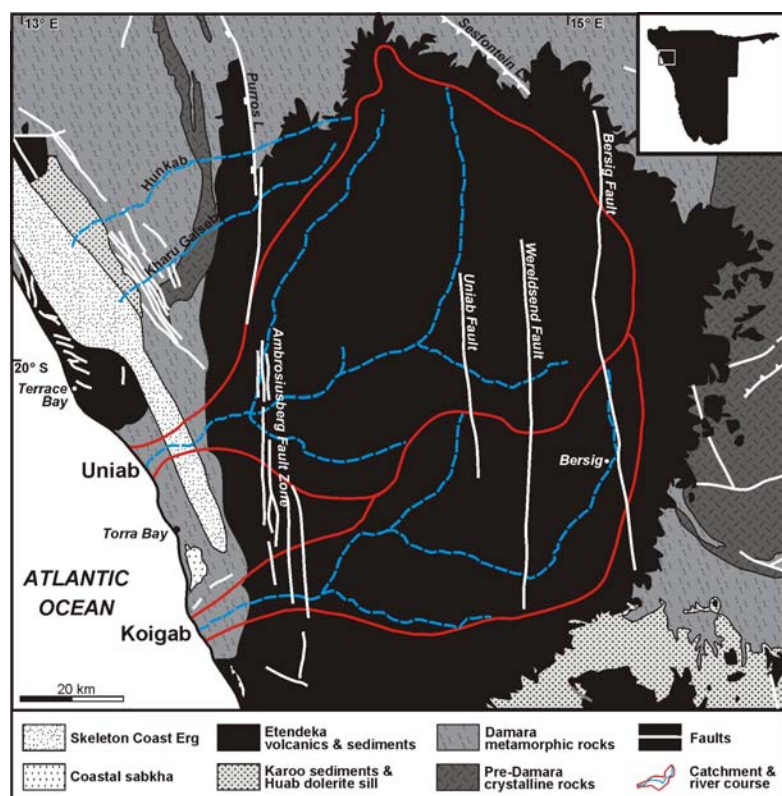 13° E
15° E
Sesfontein L.
Purros L.
Hunkab
Bersig Fault
Kharu Gaiseb
Uniab Fault
Wereldsend Fault
Ambrosiusberg Fault Zone
20° S
Terrace
Bay
Uniab
Bersig
Torra Bay
ATLANTIC
OCEAN
Koigab
20 km
Skeleton Coast Erg
Etendeka
volcanics & sediments
Damara
metamorphic rocks
Faults
Coastal sabkha
Karoo sediments &
Huab dolerite sill
Pre-Damara
crystalline rocks
Catchment &
river course